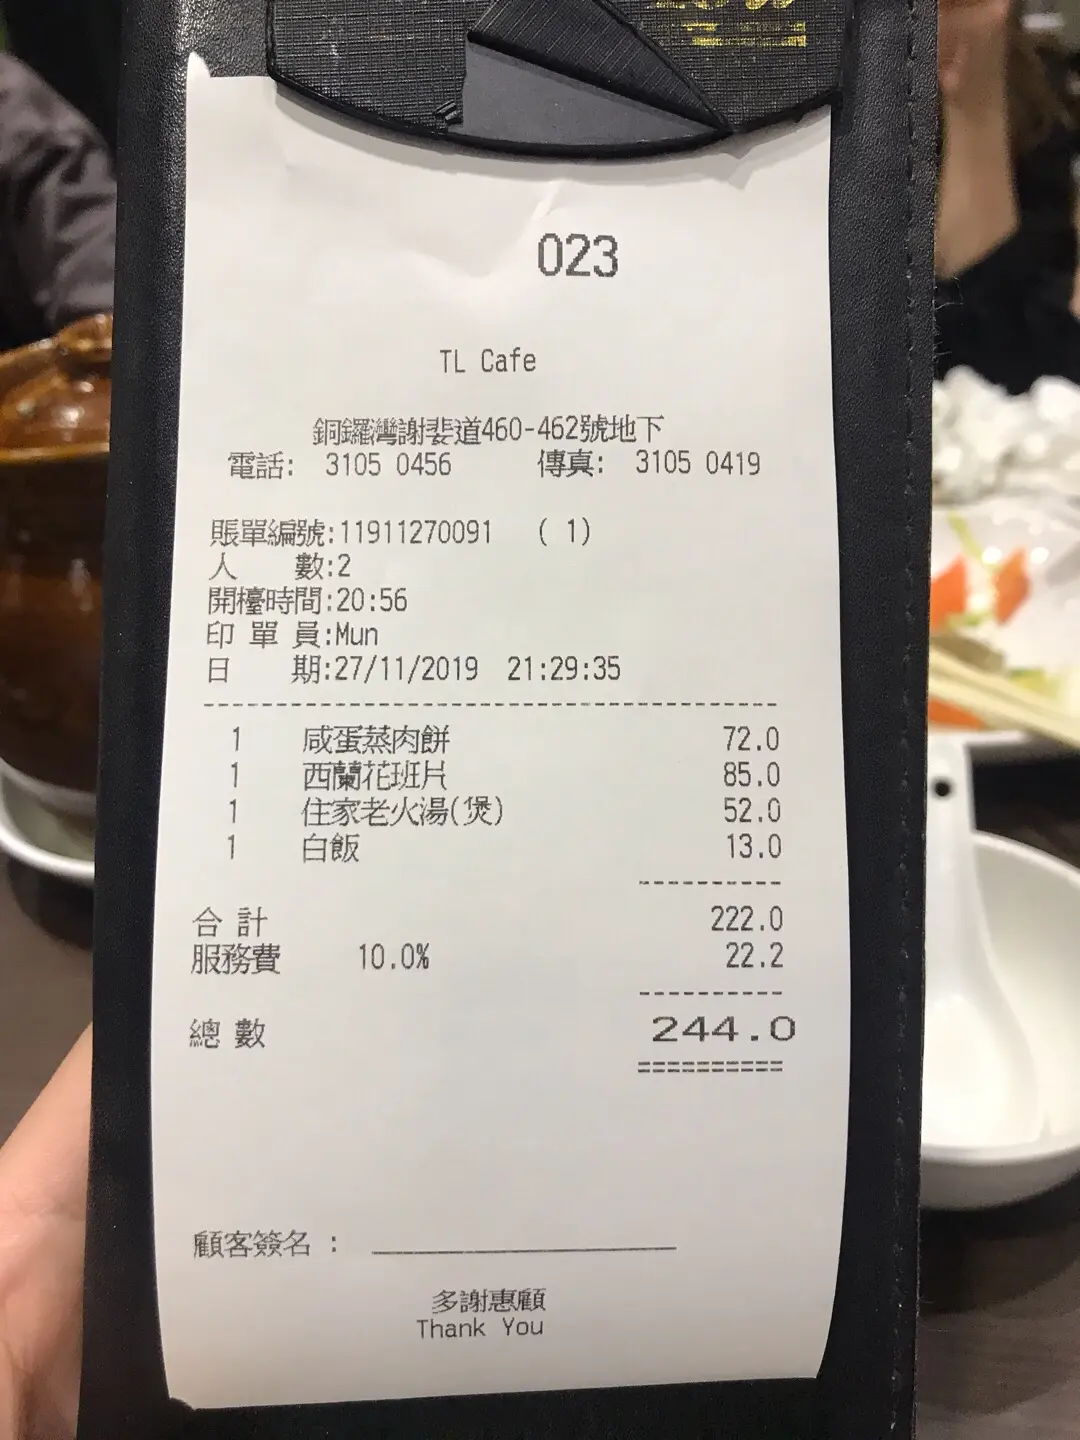 023
TL Cafe
銅鑼灣謝斐道460-462號地下
電話: 3105 0456 傳真: 3105 0419
賬單編號:11911270091 ( 1)
人 數:2
開檯時間:20:56
印 單 員:Mun
日 期:27/11/2019 21:29:35
1 咸蛋蒸肉餅 72.0
1 西蘭花班片 85.0
1 住家老火湯(煲) 52.0
1 白飯 13.0
合 計 222.0
服務費 10.0% 22.2
總 數 244.0
顧客簽名 :
多謝惠顧
Thank You